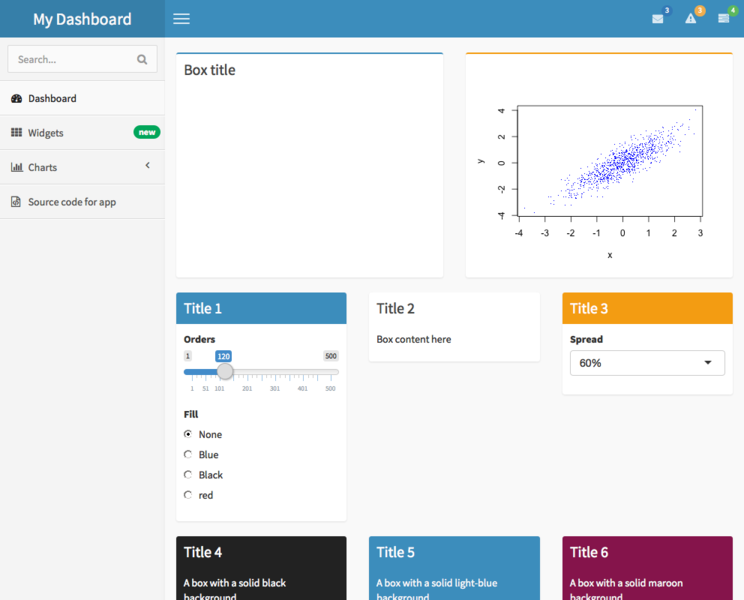 My Dashboard
3
3
4
Search...
Dashboard
Widgets
new
Charts
Source code for app
Box title
4
2
0
-2
-4
y
-4 -3 -2 -1 0 1 2 3
x
Title 1
Orders
1 120 500
1 51 101 201 301 401 500
Fill
None
Blue
Black
red
Title 2
Box content here
Title 3
Spread
60%
Title 4
A box with a solid black
background
Title 5
A box with a solid light-blue
background
Title 6
A box with a solid maroon
background